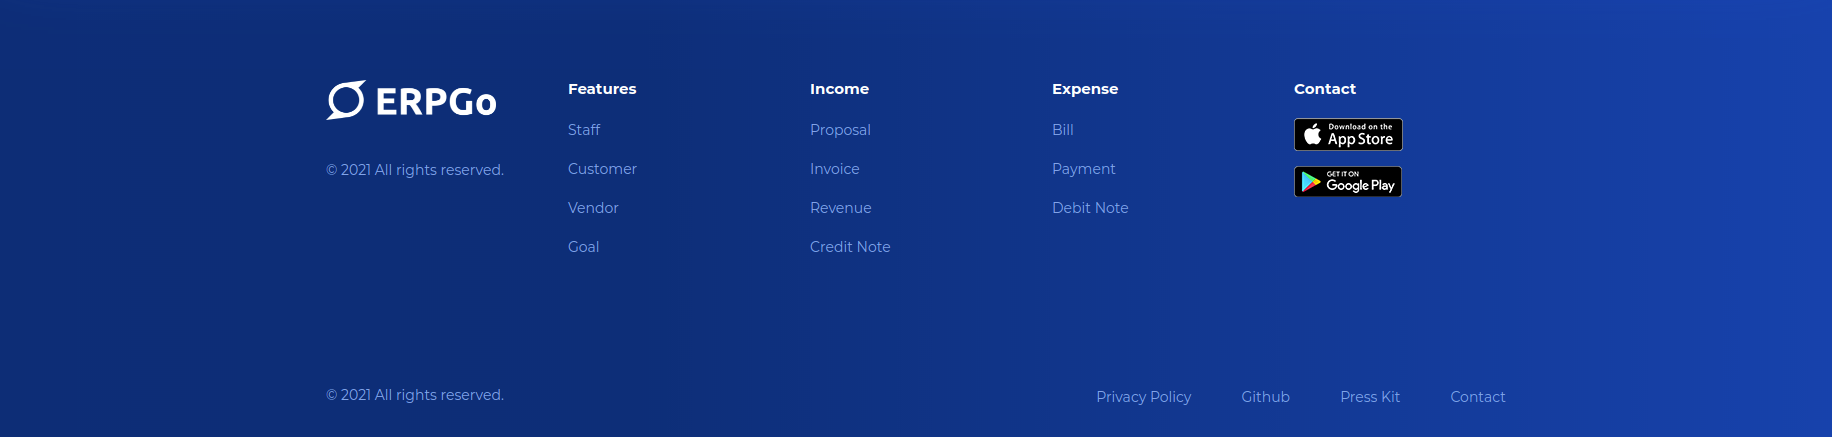 ERPGo
© 2021 All rights reserved.
Features
Staff
Customer
Vendor
Goal
Income
Proposal
Invoice
Revenue
Credit Note
Expense
Bill
Payment
Debit Note
Contact
Download on the
App Store
GET IT ON
Google Play
© 2021 All rights reserved.
Privacy Policy Github Press Kit Contact